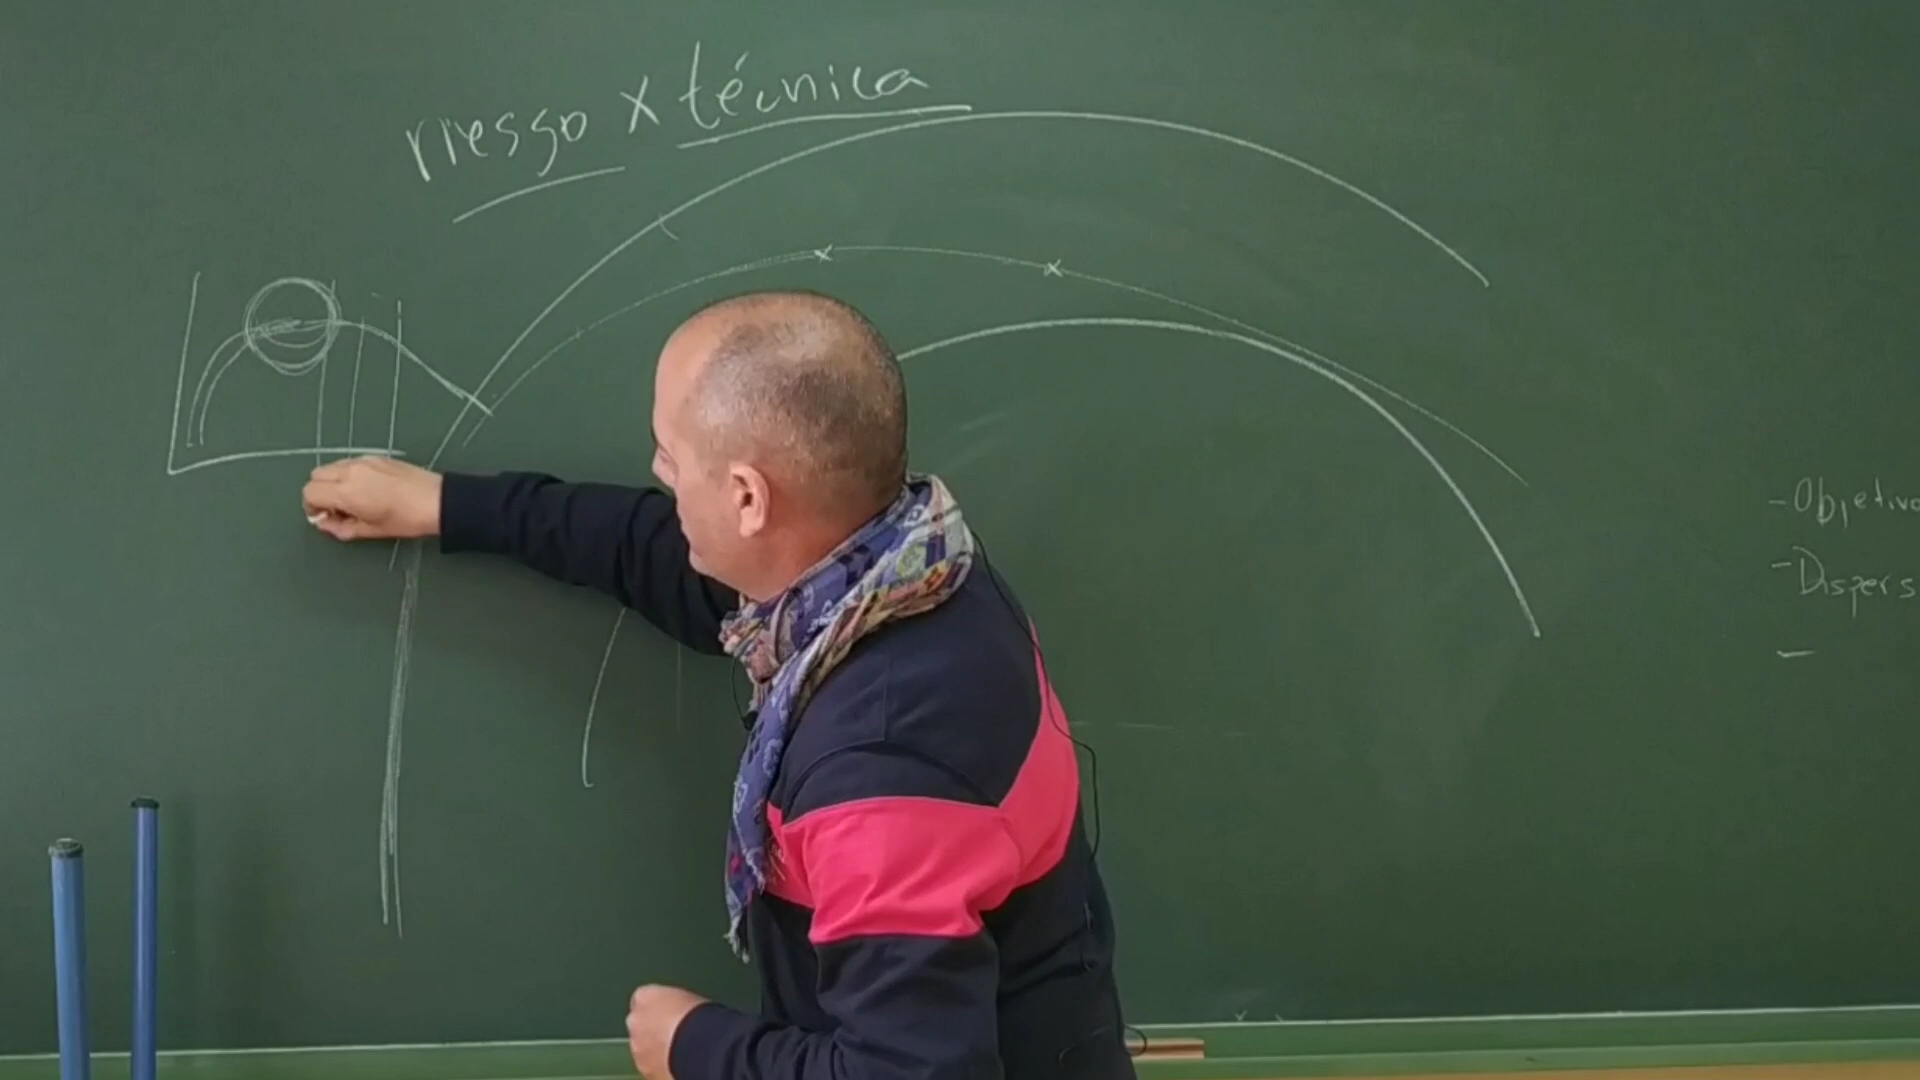 riesgo x técnica
- Objetivo
- Dispers
-